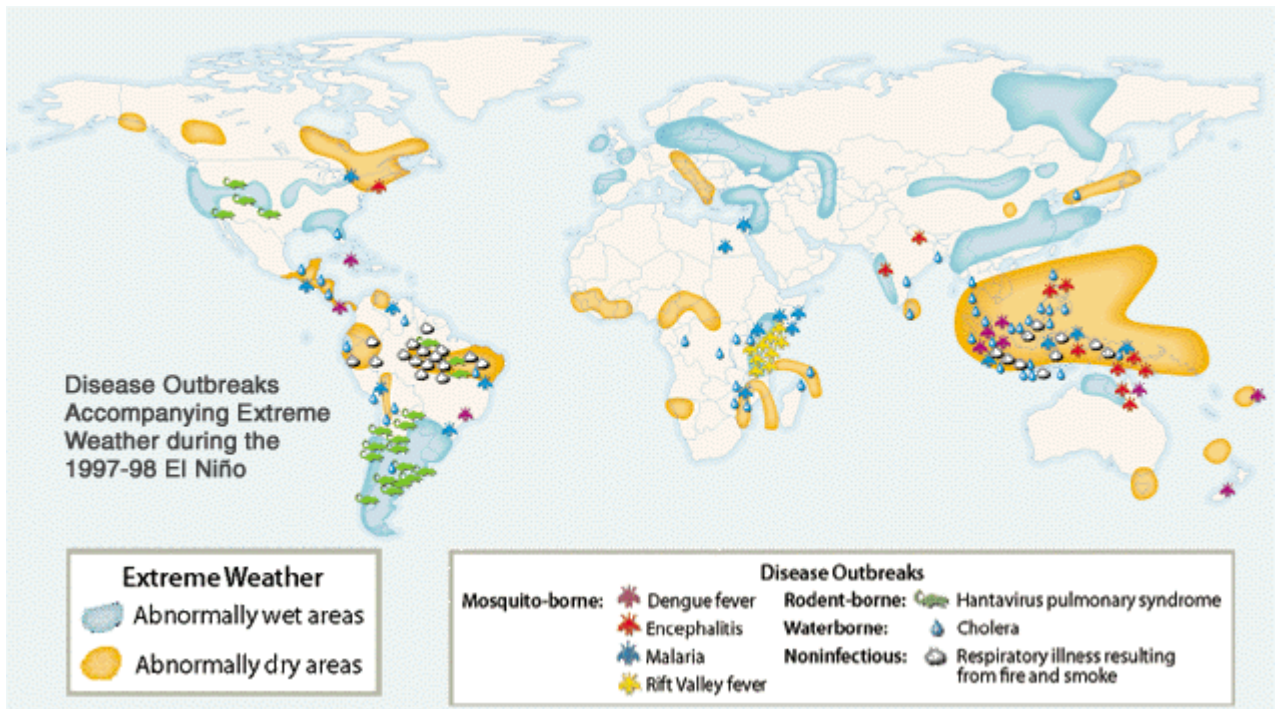 Disease Outbreaks
Accompanying Extreme
Weather during the
1997-98 El Niño
Extreme Weather
Abnormally wet areas
Abnormally dry areas
Disease Outbreaks
Mosquito-borne: Dengue fever
Encephalitis
Malaria
Rift Valley fever
Rodent-borne: Hantavirus pulmonary syndrome
Waterborne: Cholera
Noninfectious: Respiratory illness resulting
from fire and smoke